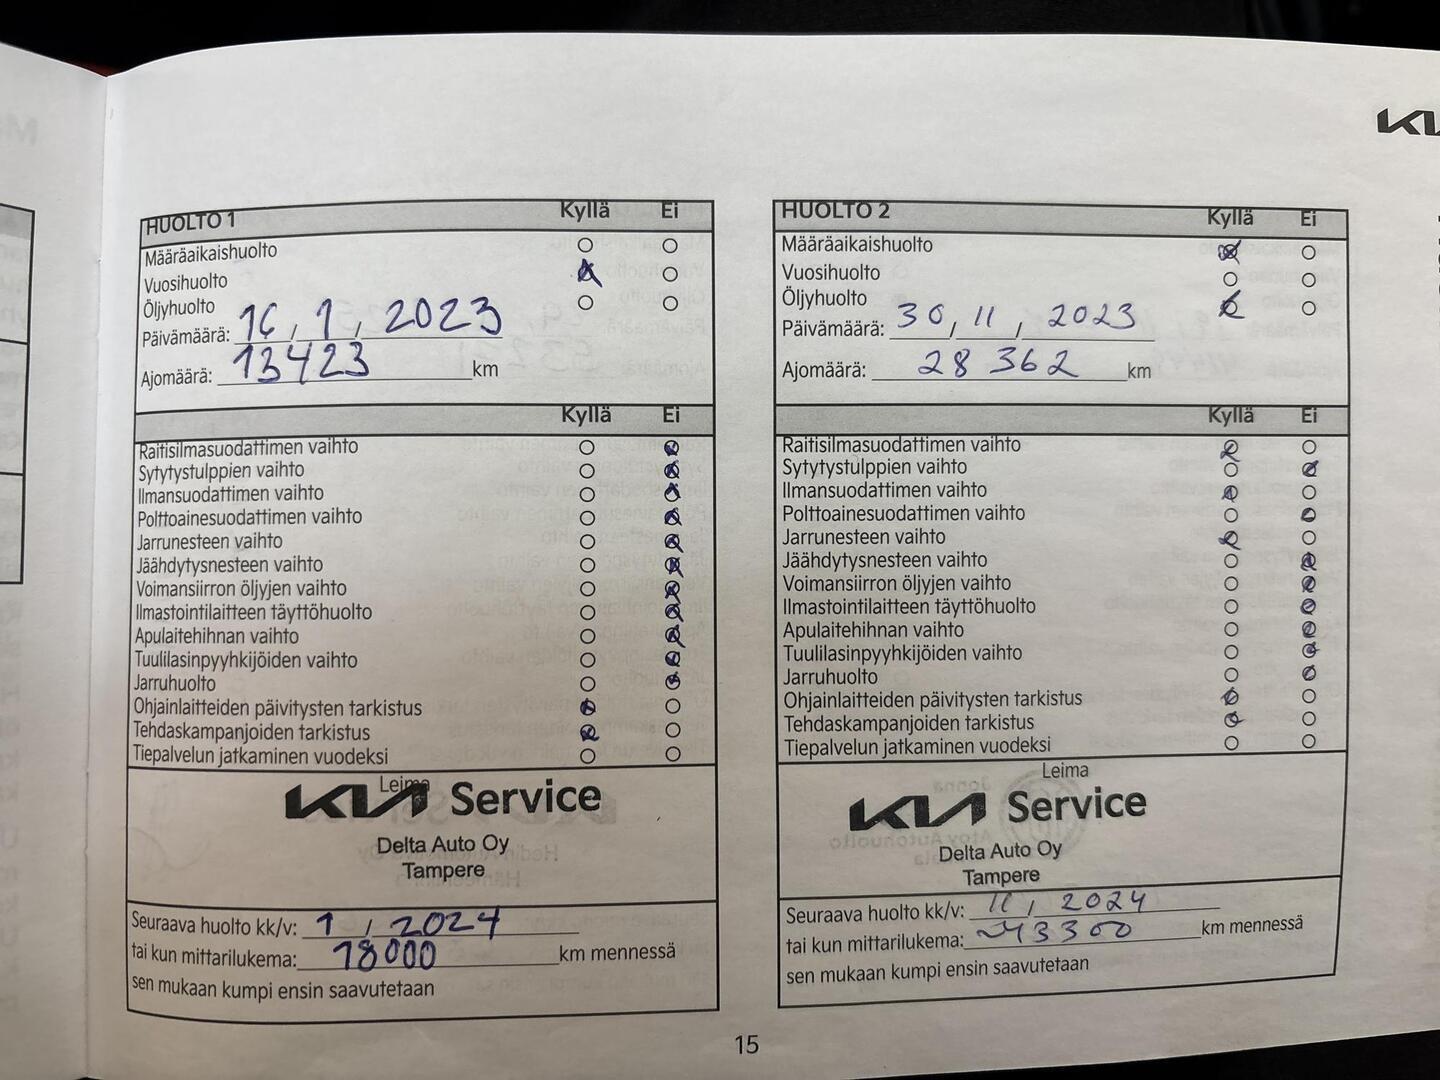 KIA
HUOLTO 1 Kyllä Ei
Määräaikaishuolto
Vuosihuolto
Öljyhuolto
Päivämäärä: 16 / 1 / 2023
Ajomäärä: 13423 km
Kyllä Ei
Raitisilmasuodattimen vaihto
Sytytystulppien vaihto
Ilmansuodattimen vaihto
Polttoainesuodattimen vaihto
Jarrunesteen vaihto
Jäähdytysnesteen vaihto
Voimansiirron öljyjen vaihto
Ilmastointilaitteen täyttöhuolto
Apulaitehihnan vaihto
Tuulilasinpyyhkijöiden vaihto
Jarruhuolto
Ohjainlaitteiden päivitysten tarkistus
Tehdaskampanjoiden tarkistus
Tiepalvelun jatkaminen vuodeksi
Leima
KIA Service
Delta Auto Oy
Tampere
Seuraava huolto kk/v: 1 / 2024
tai kun mittarilukema: 18000 km mennessä
sen mukaan kumpi ensin saavutetaan
HUOLTO 2 Kyllä Ei
Määräaikaishuolto
Vuosihuolto
Öljyhuolto
Päivämäärä: 30 / 11 / 2023
Ajomäärä: 28 362 km
Kyllä Ei
Raitisilmasuodattimen vaihto
Sytytystulppien vaihto
Ilmansuodattimen vaihto
Polttoainesuodattimen vaihto
Jarrunesteen vaihto
Jäähdytysnesteen vaihto
Voimansiirron öljyjen vaihto
Ilmastointilaitteen täyttöhuolto
Apulaitehihnan vaihto
Tuulilasinpyyhkijöiden vaihto
Jarruhuolto
Ohjainlaitteiden päivitysten tarkistus
Tehdaskampanjoiden tarkistus
Tiepalvelun jatkaminen vuodeksi
Leima
KIA Service
Delta Auto Oy
Tampere
Seuraava huolto kk/v: 11 / 2024
tai kun mittarilukema: ~43300 km mennessä
sen mukaan kumpi ensin saavutetaan
15